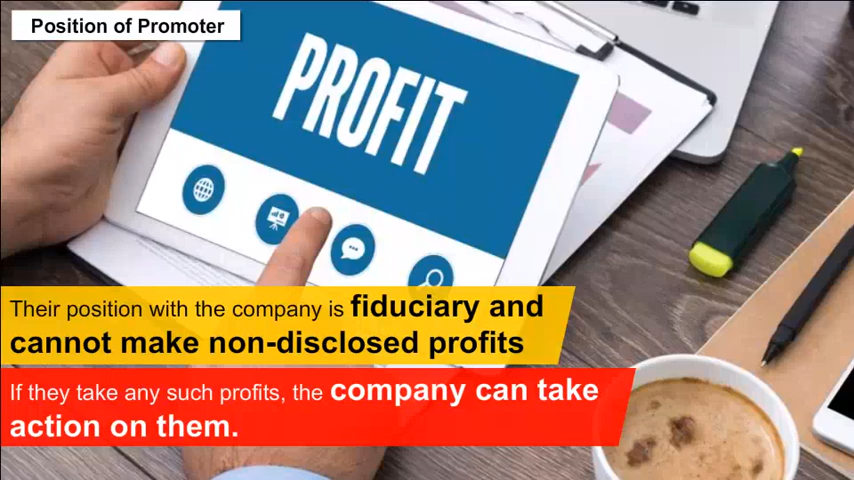 Position of Promoter
PROFIT
Their position with the company is fiduciary and
cannot make non-disclosed profits
If they take any such profits, the company can take
action on them.